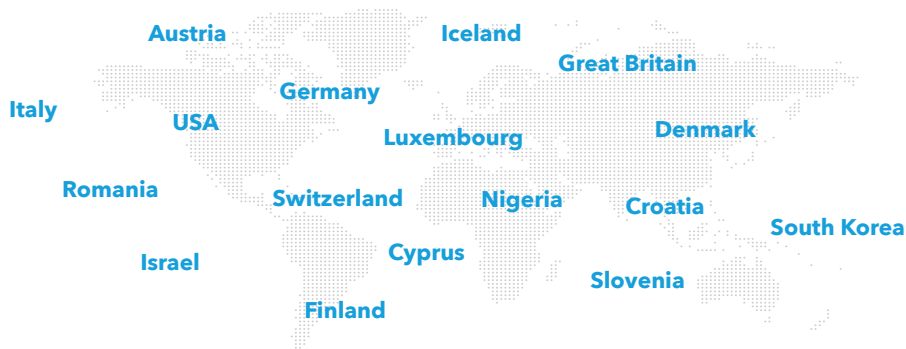 Austria
Iceland
Great Britain
Germany
Italy
USA
Denmark
Luxembourg
Romania
Switzerland
Nigeria
Croatia
South Korea
Cyprus
Israel
Slovenia
Finland